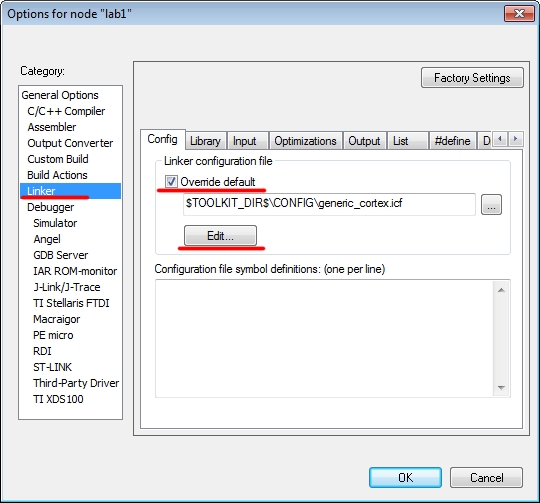 Options for node "lab1"
Category:
Factory Settings
General Options
C/C++ Compiler
Assembler
Output Converter
Custom Build
Build Actions
Linker
Debugger
Simulator
Angel
GDB Server
IAR ROM-monitor
J-Link/J-Trace
TI Stellaris FTDI
Macraigor
PE micro
RDI
ST-LINK
Third-Party Driver
TI XDS100
Config Library Input Optimizations Output List #define D
Linker configuration file
Override default
$TOOLKIT_DIR$\CONFIG\generic_cortex.icf
...
Edit...
Configuration file symbol definitions: (one per line)
OK Cancel